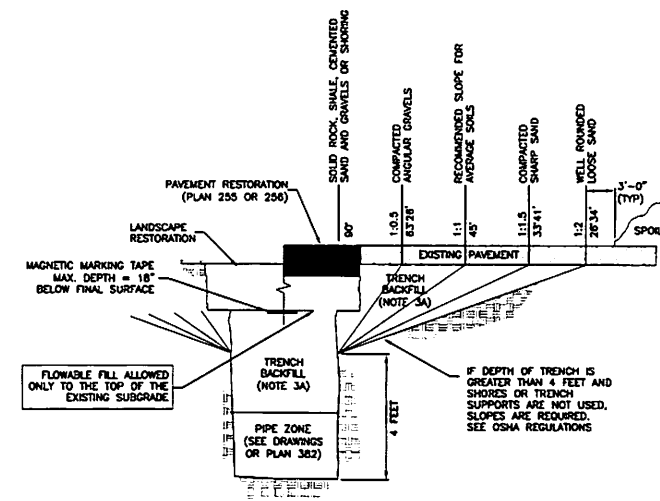 SOLID ROCK, SHALE, CEMENTED
SAND AND GRAVELS OR SHORING
90'
COMPACTED
ANGULAR GRAVELS
1:0.5
63'26'
RECOMMENDED SLOPE FOR
AVERAGE SOILS
1:1
45'
COMPACTED
SHARP SAND
1:1.5
33'41'
WELL ROUNDED
LOOSE SAND
1:2
26'34'
3'-0"
(TYP)
SPOIL
PAVEMENT RESTORATION
(PLAN 255 OR 256)
LANDSCAPE
RESTORATION
EXISTING PAVEMENT
MAGNETIC MARKING TAPE
MAX. DEPTH = 18"
BELOW FINAL SURFACE
TRENCH
BACKFILL
(NOTE 3A)
FLOWABLE FILL ALLOWED
ONLY TO THE TOP OF THE
EXISTING SUBGRADE
TRENCH
BACKFILL
(NOTE 3A)
PIPE ZONE
(SEE DRAWINGS
OR PLAN 382)
4 FEET
IF DEPTH OF TRENCH IS
GREATER THAN 4 FEET AND
SHORES OR TRENCH
SUPPORTS ARE NOT USED,
SLOPES ARE REQUIRED.
SEE OSHA REGULATIONS